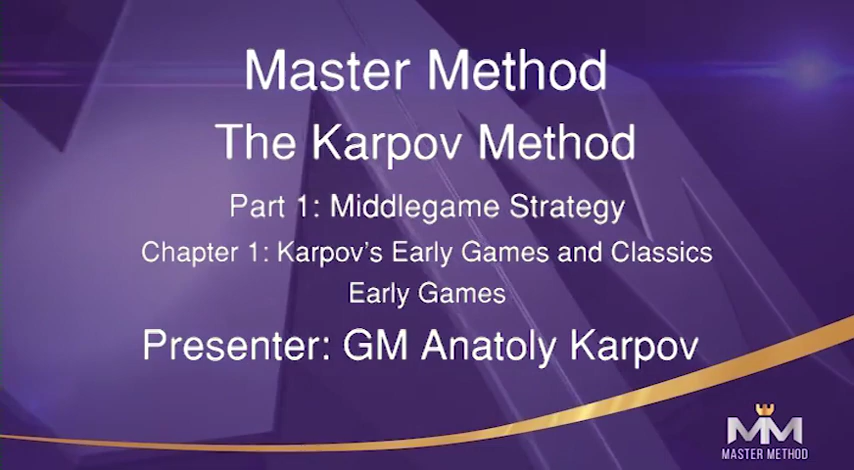 Master Method
The Karpov Method
Part 1: Middlegame Strategy
Chapter 1: Karpov's Early Games and Classics
Early Games
Presenter: GM Anatoly Karpov
MM
MASTER METHOD